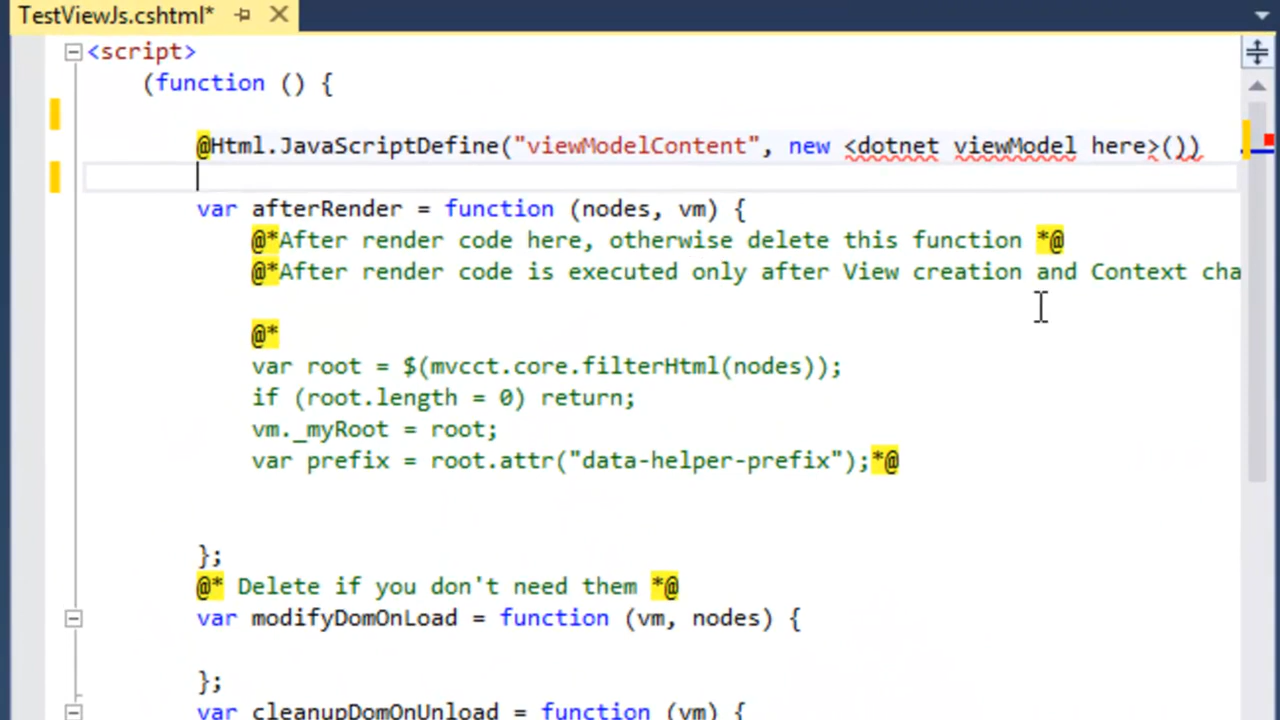 TestViewJs.cshtml*
<script>
(function () {
@Html.JavaScriptDefine("viewModelContent", new <dotnet viewModel here>())
var afterRender = function (nodes, vm) {
@*After render code here, otherwise delete this function *@
@*After render code is executed only after View creation and Context cha
@*
var root = $(mvcct.core.filterHtml(nodes));
if (root.length = 0) return;
vm._myRoot = root;
var prefix = root.attr("data-helper-prefix");*@
};
@* Delete if you don't need them *@
var modifyDomOnLoad = function (vm, nodes) {
};
var cleanupDomOnUnload = function (vm) {